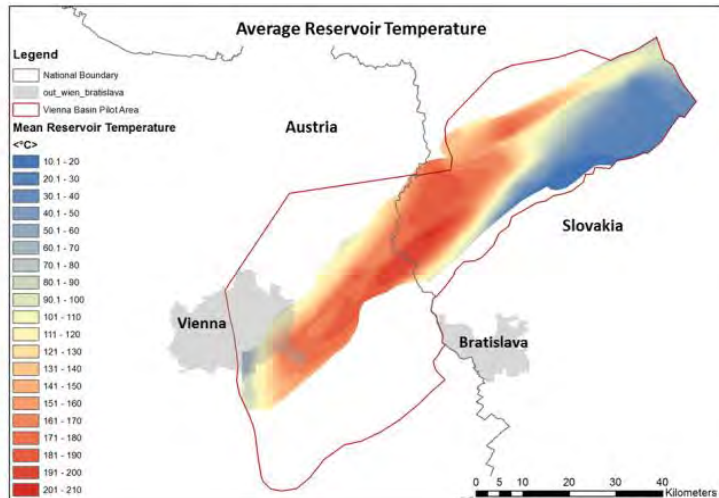 Average Reservoir Temperature
Legend
National Boundary
out_wien_bratislava
Vienna Basin Pilot Area
Mean Reservoir Temperature
<°C>
10.1 - 20
20.1 - 30
30.1 - 40
40.1 - 50
50.1 - 60
60.1 - 70
70.1 - 80
80.1 - 90
90.1 - 100
101 - 110
111 - 120
121 - 130
131 - 140
141 - 150
151 - 160
161 - 170
171 - 180
181 - 190
191 - 200
201 - 210
Austria
Slovakia
Vienna
Bratislava
0 5 10 20 30 40
Kilometers